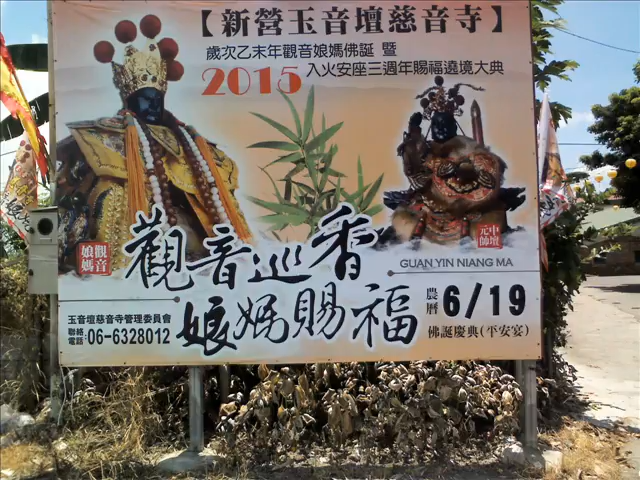 【新營玉音壇慈音寺】
歲次乙末年觀音娘媽佛誕 暨
2015 入火安座三週年賜福遶境大典
觀音娘媽
觀音巡香
中壇元帥
GUAN YIN NIANG MA
娘媽賜福
農曆 6/19
佛誕慶典(平安宴)
玉音壇慈音寺管理委員會
聯絡電話:06-6328012